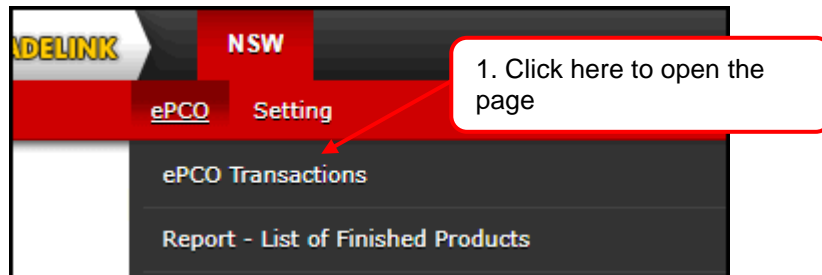 ADELINK
NSW
1. Click here to open the
page
ePCO Setting
ePCO Transactions
Report - List of Finished Products